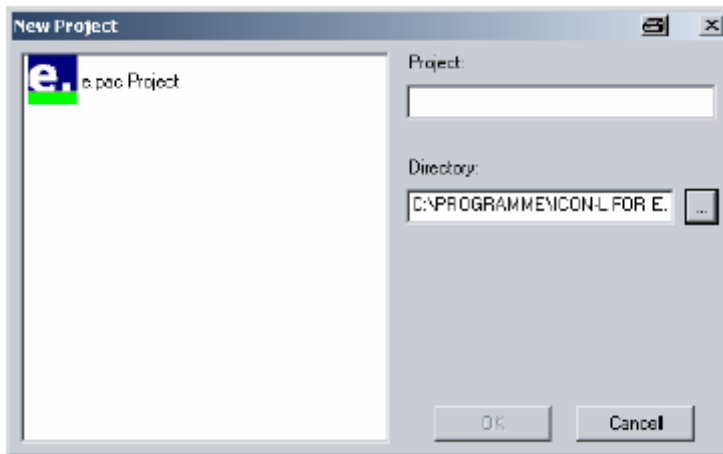 New Project
e.
e.pac Project
Project:
Directory:
C:\PROGRAMME\ICON-L FOR E.
...
OK
Cancel